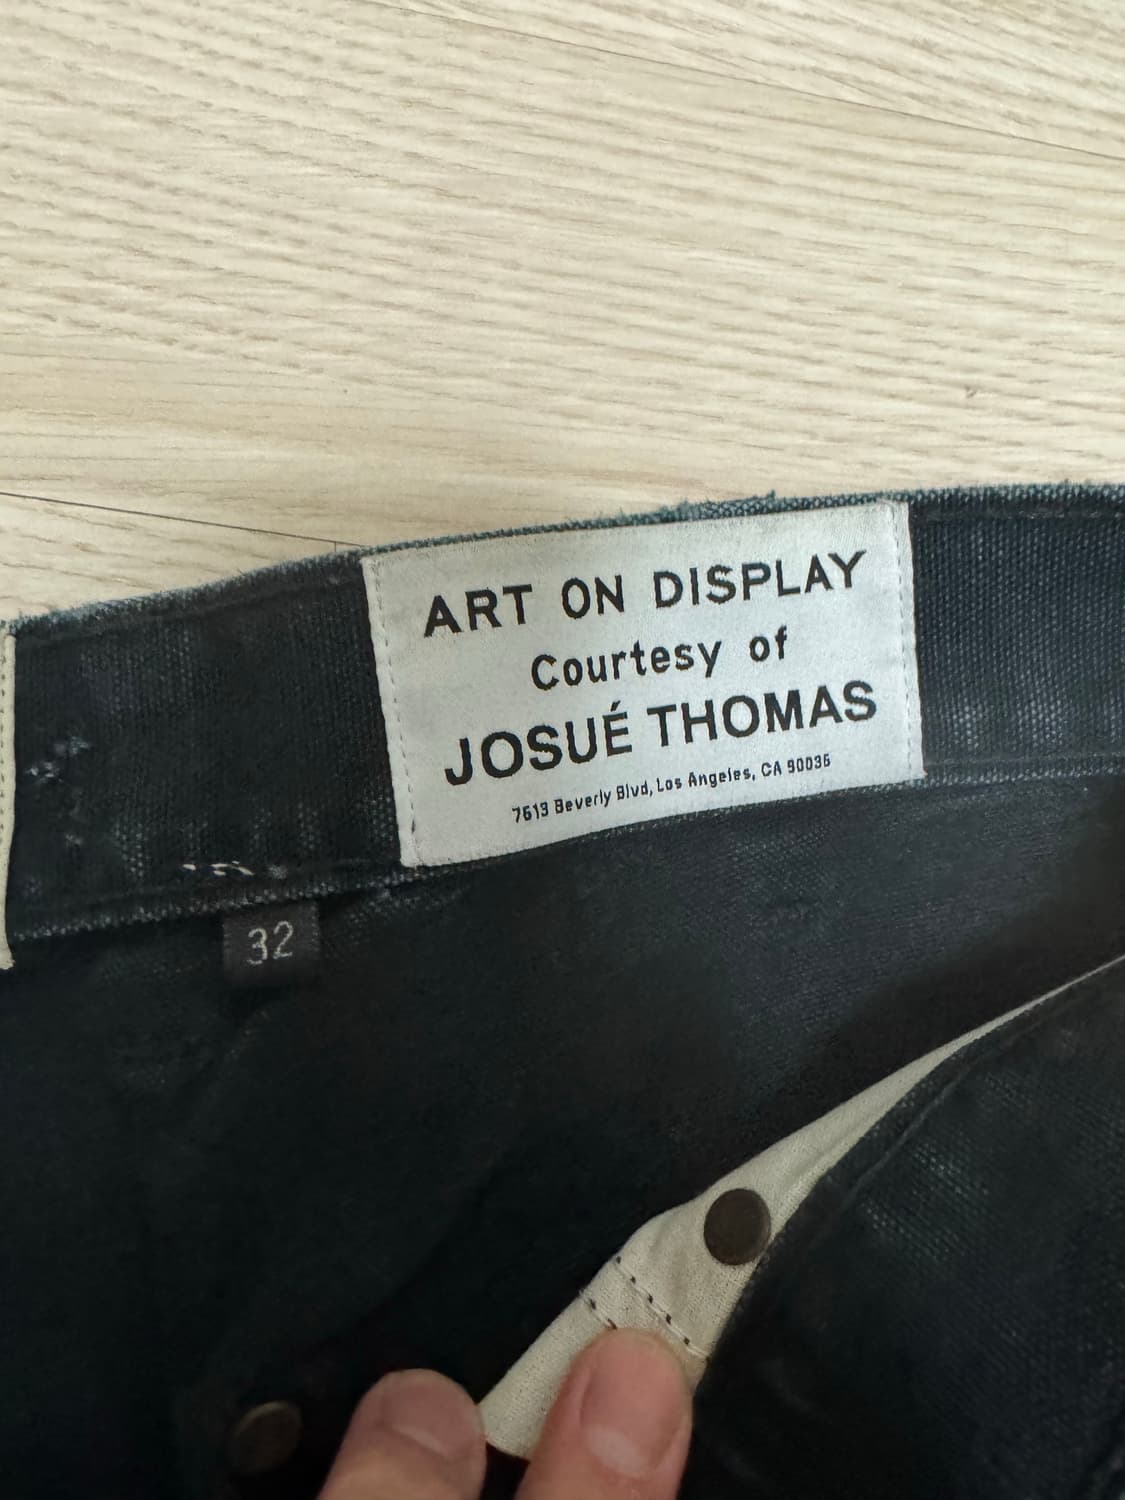 ART ON DISPLAY
Courtesy of
JOSUÉ THOMAS
7613 Beverly Blvd, Los Angeles, CA 90036
32